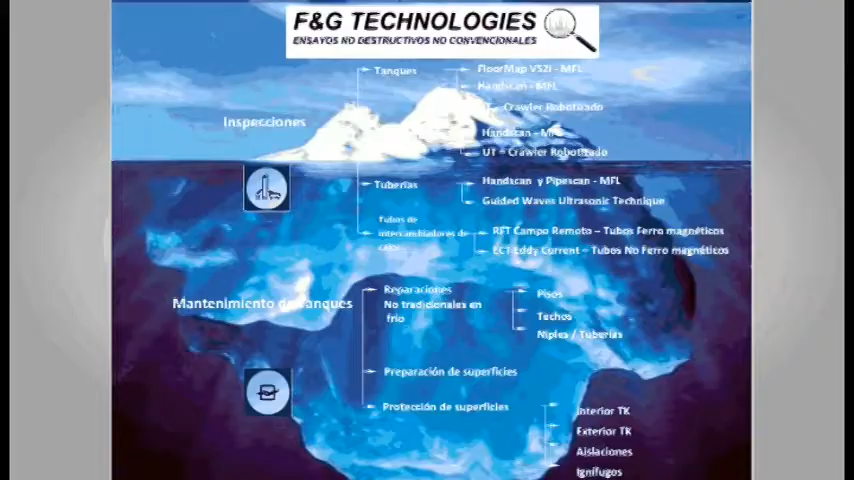 F&G TECHNOLOGIES
ENSAYOS NO DESTRUCTIVOS NO CONVENCIONALES
Inspecciones
Tanques
FloorMap VS2i - MFL
Handscan - MFL
UT - Crawler Robotizado
Handscan - MFL
UT - Crawler Robotizado
Tuberías
Handscan y Pipescan - MFL
Guided Waves Ultrasonic Technique
Tubos de
intercambiadores de
calor
RFT Campo Remoto – Tubos Ferro magnéticos
ECT Eddy Current – Tubos No Ferro magnéticos
Mantenimiento de Tanques
Reparaciones
No tradicionales en
frio
Pisos
Techos
Niples / Tuberias
Preparación de superficies
Protección de superficies
Interior TK
Exterior TK
Aislaciones
Ignífugos